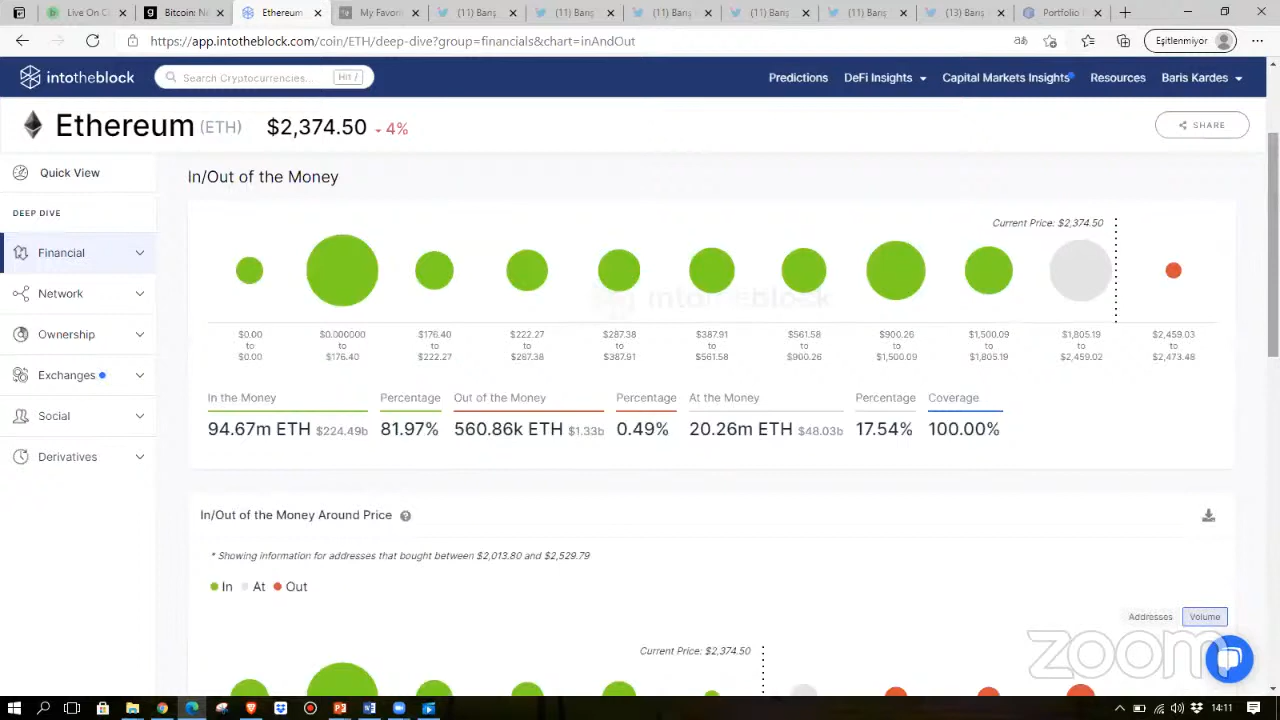 Live On C
Bitcoin: N
Ethereum
My Favori
(11) Barış
(11) Barış
(11) Barış
(11) Barış
(11) Barış
(13) Barış
Portfolio
https://app.intotheblock.com/coin/ETH/deep-dive?group=financials&chart=inAndOut
Eşitlenmiyor
intotheblock
Search Cryptocurrencies...
Hit /
Predictions
DeFi Insights
Capital Markets Insights
Resources
Baris Kardes
Ethereum (ETH) $2,374.50 4%
SHARE
Quick View
DEEP DIVE
Financial
Network
Ownership
Exchanges
Social
Derivatives
In/Out of the Money
Current Price: $2,374.50
intotheblock
$0.00 $0.000000 $176.40 $222.27 $287.38 $387.91 $561.58 $900.26 $1,500.09 $1,805.19 $2,459.03
to to to to to to to to to to to
$0.00 $176.40 $222.27 $287.38 $387.91 $561.58 $900.26 $1,500.09 $1,805.19 $2,459.02 $2,473.48
In the Money Percentage Out of the Money Percentage At the Money Percentage Coverage
94.67m ETH $224.49b 81.97% 560.86k ETH $1.33b 0.49% 20.26m ETH $48.03b 17.54% 100.00%
In/Out of the Money Around Price
* Showing information for addresses that bought between $2,013.80 and $2,529.79
In At Out
Addresses Volume
Current Price: $2,374.50
zoom
14:11